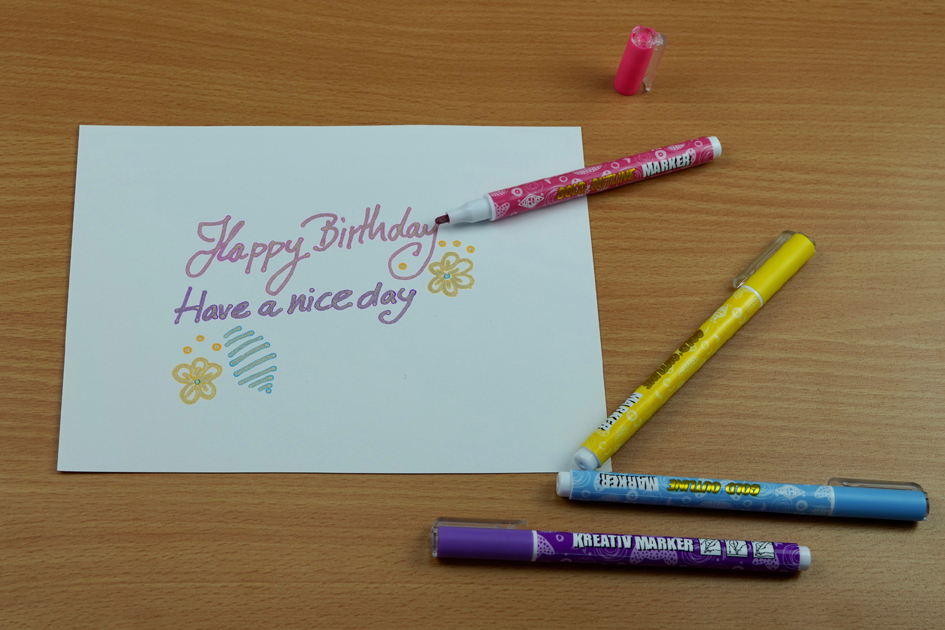 Happy Birthday
Have a nice day
GOLD OUTLINE MARKER
GOLD OUTLINE MARKER
GOLD OUTLINE MARKER
KREATIV MARKER